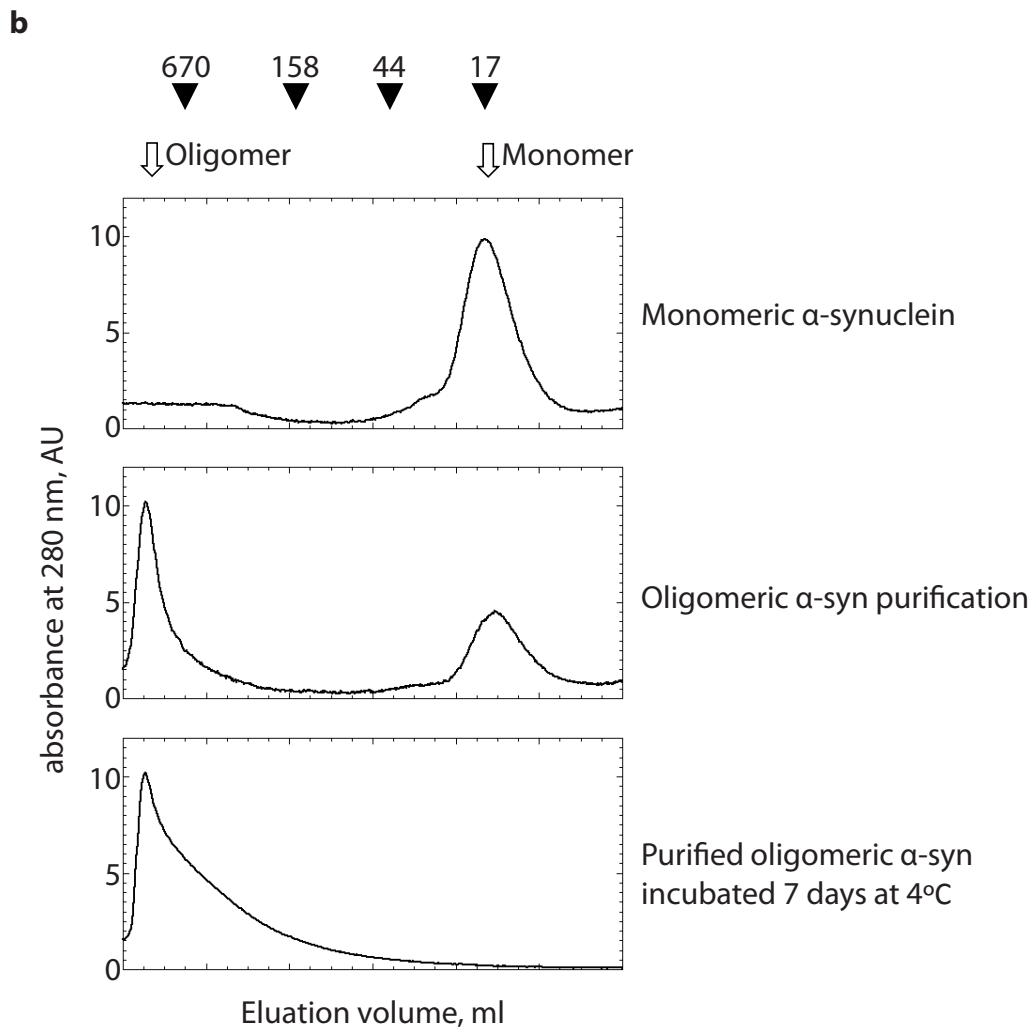 b
670 158 44 17
Oligomer Monomer
10
5
0
Monomeric α-synuclein
10
5
0
Oligomeric α-syn purification
10
5
0
Purified oligomeric α-syn
incubated 7 days at 4ºC
absorbance at 280 nm, AU
Eluation volume, ml